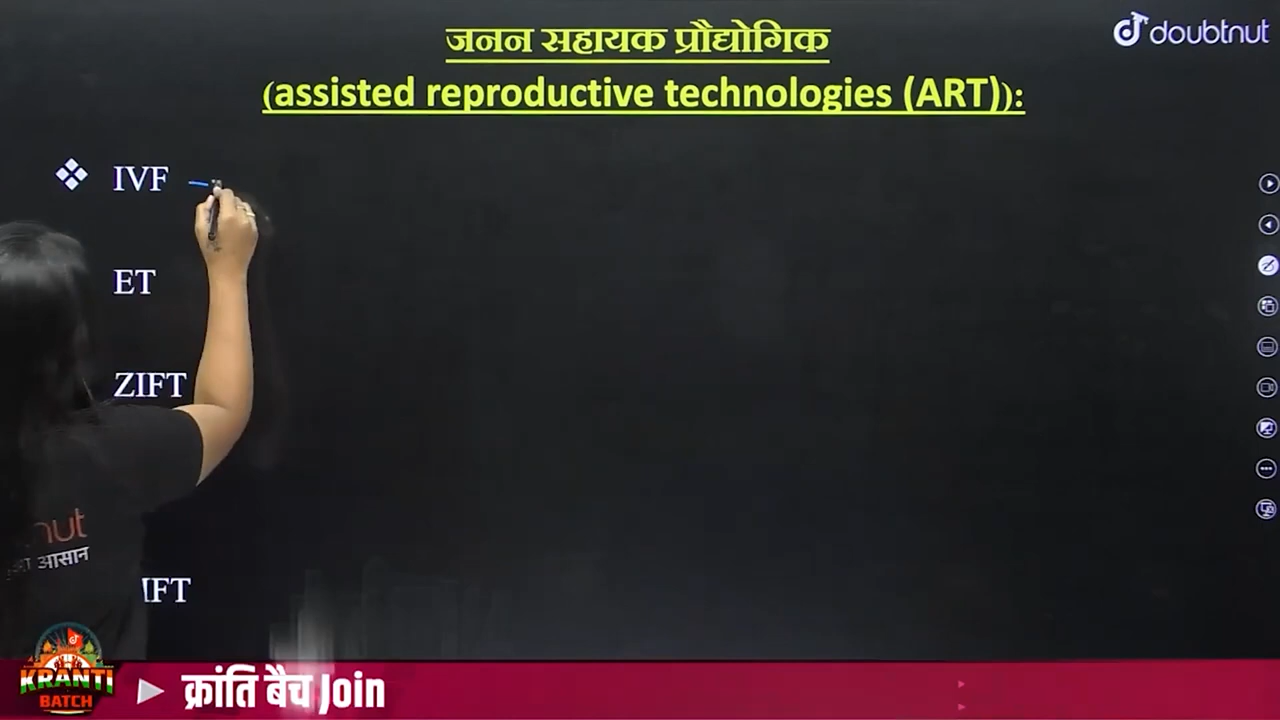 जनन सहायक प्रौद्योगिक
doubtnut
(assisted reproductive technologies (ART)):
IVF
ET
ZIFT
nut
आसान
IFT
KRANTI
BATCH
क्रांति बैच Join